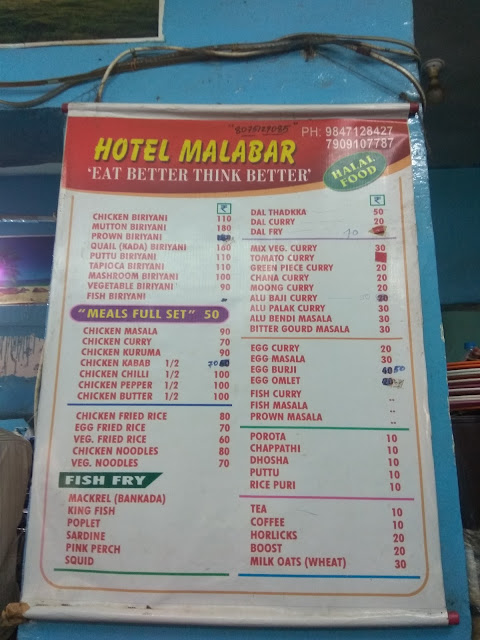 PH: 9847128427
7909107787
HOTEL MALABAR
'EAT BETTER THINK BETTER'
HALAL FOOD
₹
CHICKEN BIRIYANI 110
MUTTON BIRIYANI 180
PROWN BIRIYANI
QUAIL (KADA) BIRIYANI 160
PUTTU BIRIYANI 110
TAPIOCA BIRIYANI 110
MASHROOM BIRIYANI 100
VEGETABLE BIRIYANI 90
FISH BIRIYANI
"MEALS FULL SET" 50
CHICKEN MASALA 90
CHICKEN CURRY 70
CHICKEN KURUMA 90
CHICKEN KABAB 1/2
CHICKEN CHILLI 1/2 100
CHICKEN PEPPER 1/2 100
CHICKEN BUTTER 1/2 100
CHICKEN FRIED RICE 80
EGG FRIED RICE 70
VEG. FRIED RICE 60
CHICKEN NOODLES 80
VEG. NOODLES 70
FISH FRY
MACKREL (BANKADA)
KING FISH
POPLET
SARDINE
PINK PERCH
SQUID
₹
DAL THADKKA 50
DAL CURRY 20
DAL FRY
MIX VEG. CURRY 30
TOMATO CURRY
GREEN PIECE CURRY 20
CHANA CURRY 20
MOONG CURRY 20
ALU BAJI CURRY 20
ALU PALAK CURRY 30
ALU BENDI MASALA 30
BITTER GOURD MASALA 30
EGG CURRY 20
EGG MASALA 30
EGG BURJI 40 50
EGG OMLET
FISH CURRY ..
FISH MASALA ..
PROWN MASALA ..
POROTA 10
CHAPPATHI 10
DHOSHA 10
PUTTU 10
RICE PURI 10
TEA 10
COFFEE 10
HORLICKS 20
BOOST 20
MILK OATS (WHEAT) 30